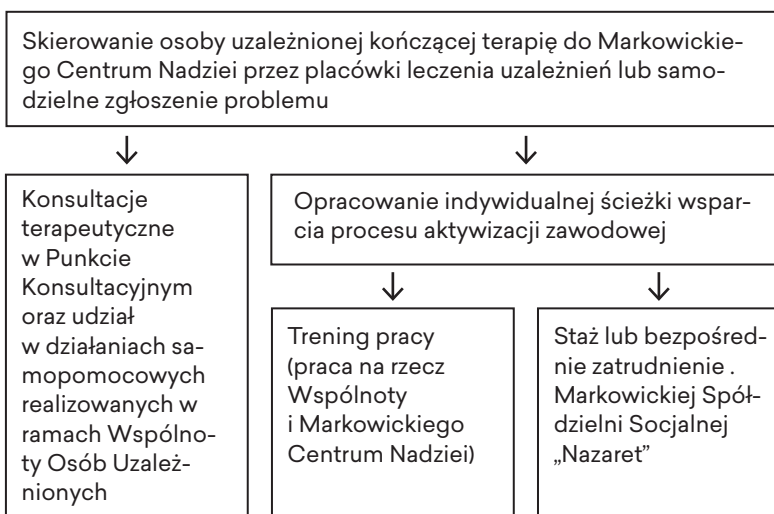 Skierowanie osoby uzależnionej kończącej terapię do Markowickie-
go Centrum Nadziei przez placówki leczenia uzależnień lub samo-
dzielne zgłoszenie problemu
Konsultacje
terapeutyczne
w Punkcie
Konsultacyjnym
oraz udział
w działaniach sa-
mopomocowych
realizowanych w
ramach Wspólno-
ty Osób Uzależ-
nionych
Opracowanie indywidualnej ścieżki wspar-
cia procesu aktywizacji zawodowej
Trening pracy
(praca na rzecz
Wspólnoty
i Markowickiego
Centrum Nadziei)
Staż lub bezpośred-
nie zatrudnienie .
Markowickiej Spół-
dzielni Socjalnej
„Nazaret”